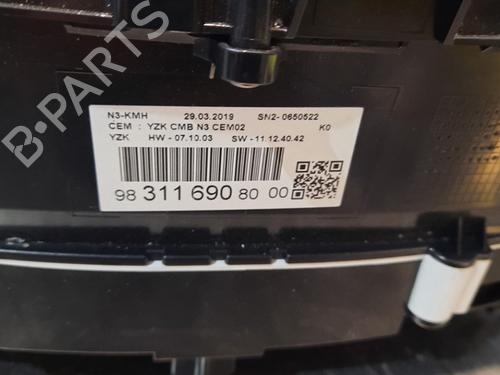 N3-KMH 29.03.2019 SN2-0650522
CEM : YZK CMB N3 CEM02 K0
YZK HW - 07.10.03 SW - 11.12.40.42
98 311 690 80 00
B-PARTS